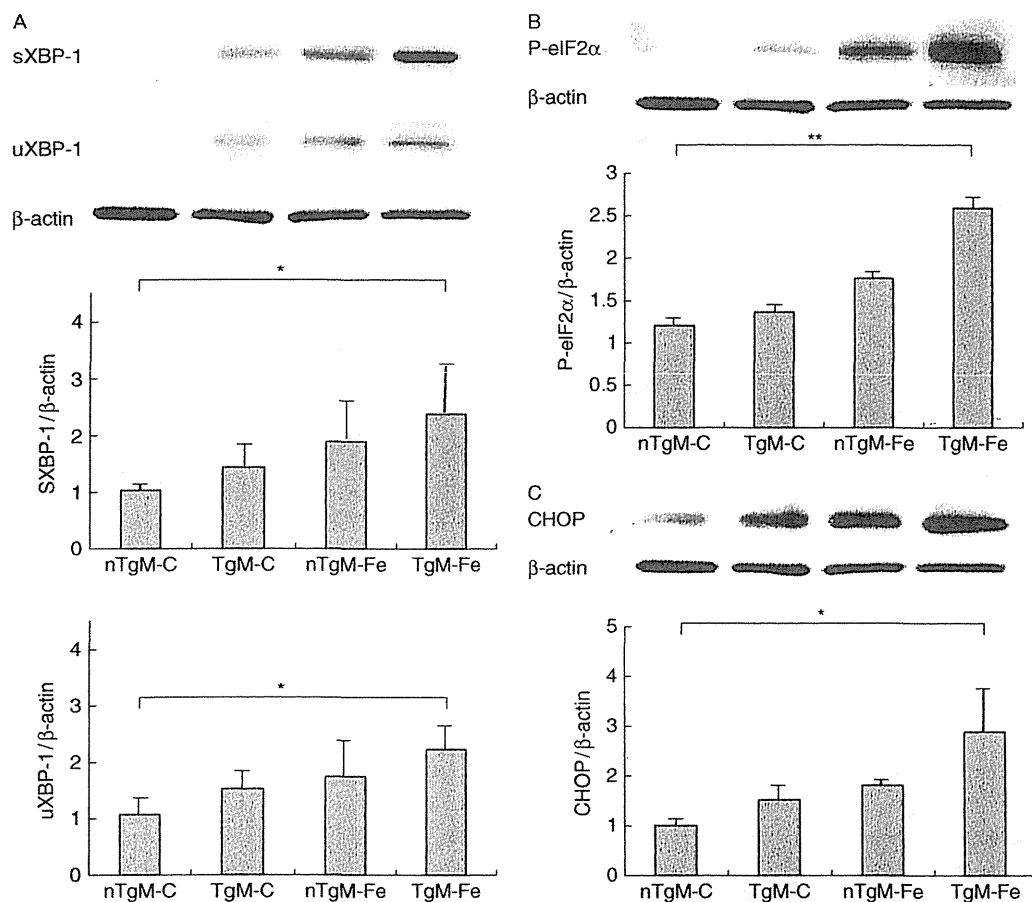 A
sXBP-1
uXBP-1
β-actin
*
SXBP-1/β-actin
4
3
2
1
0
nTgM-C TgM-C nTgM-Fe TgM-Fe
*
uXBP-1/β-actin
4
3
2
1
0
nTgM-C TgM-C nTgM-Fe TgM-Fe
B
P-eIF2α
β-actin
**
P-eIF2α/β-actin
3
2.5
2
1.5
1
0.5
0
nTgM-C TgM-C nTgM-Fe TgM-Fe
C
CHOP
β-actin
*
CHOP/β-actin
5
4
3
2
1
0
nTgM-C TgM-C nTgM-Fe TgM-Fe